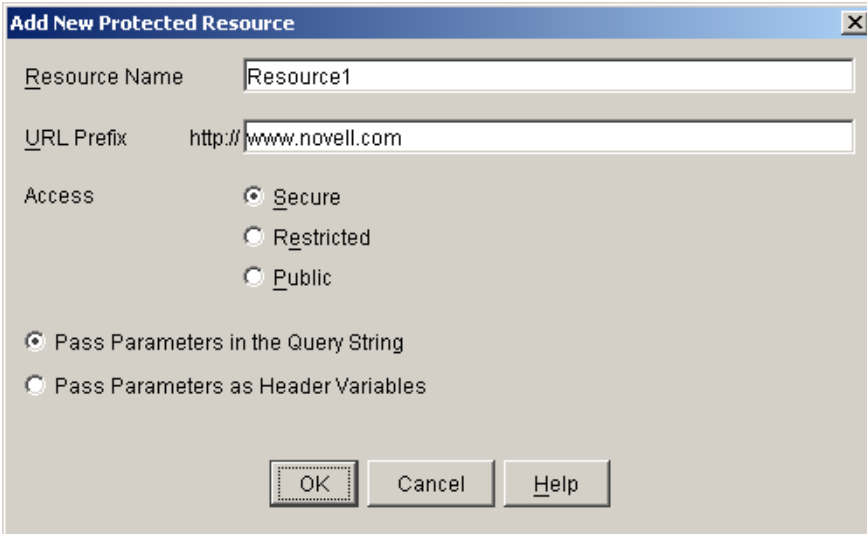 Add New Protected Resource
Resource Name Resource1
URL Prefix http:// www.novell.com
Access Secure
Restricted
Public
Pass Parameters in the Query String
Pass Parameters as Header Variables
OK Cancel Help